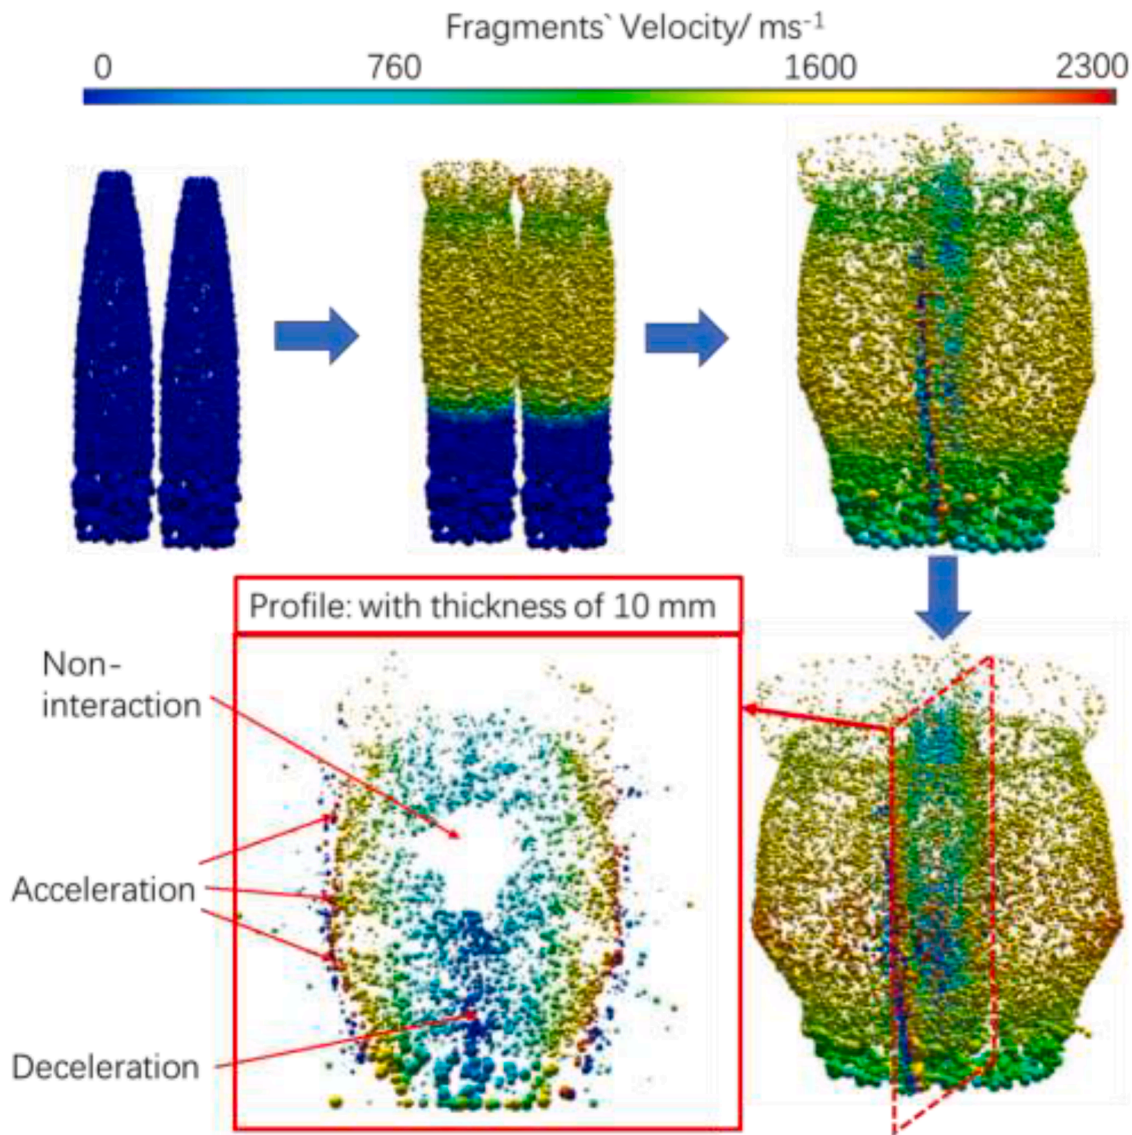 Fragments` Velocity/ ms-1
0 760 1600 2300
Profile: with thickness of 10 mm
Non-
interaction
Acceleration
Deceleration